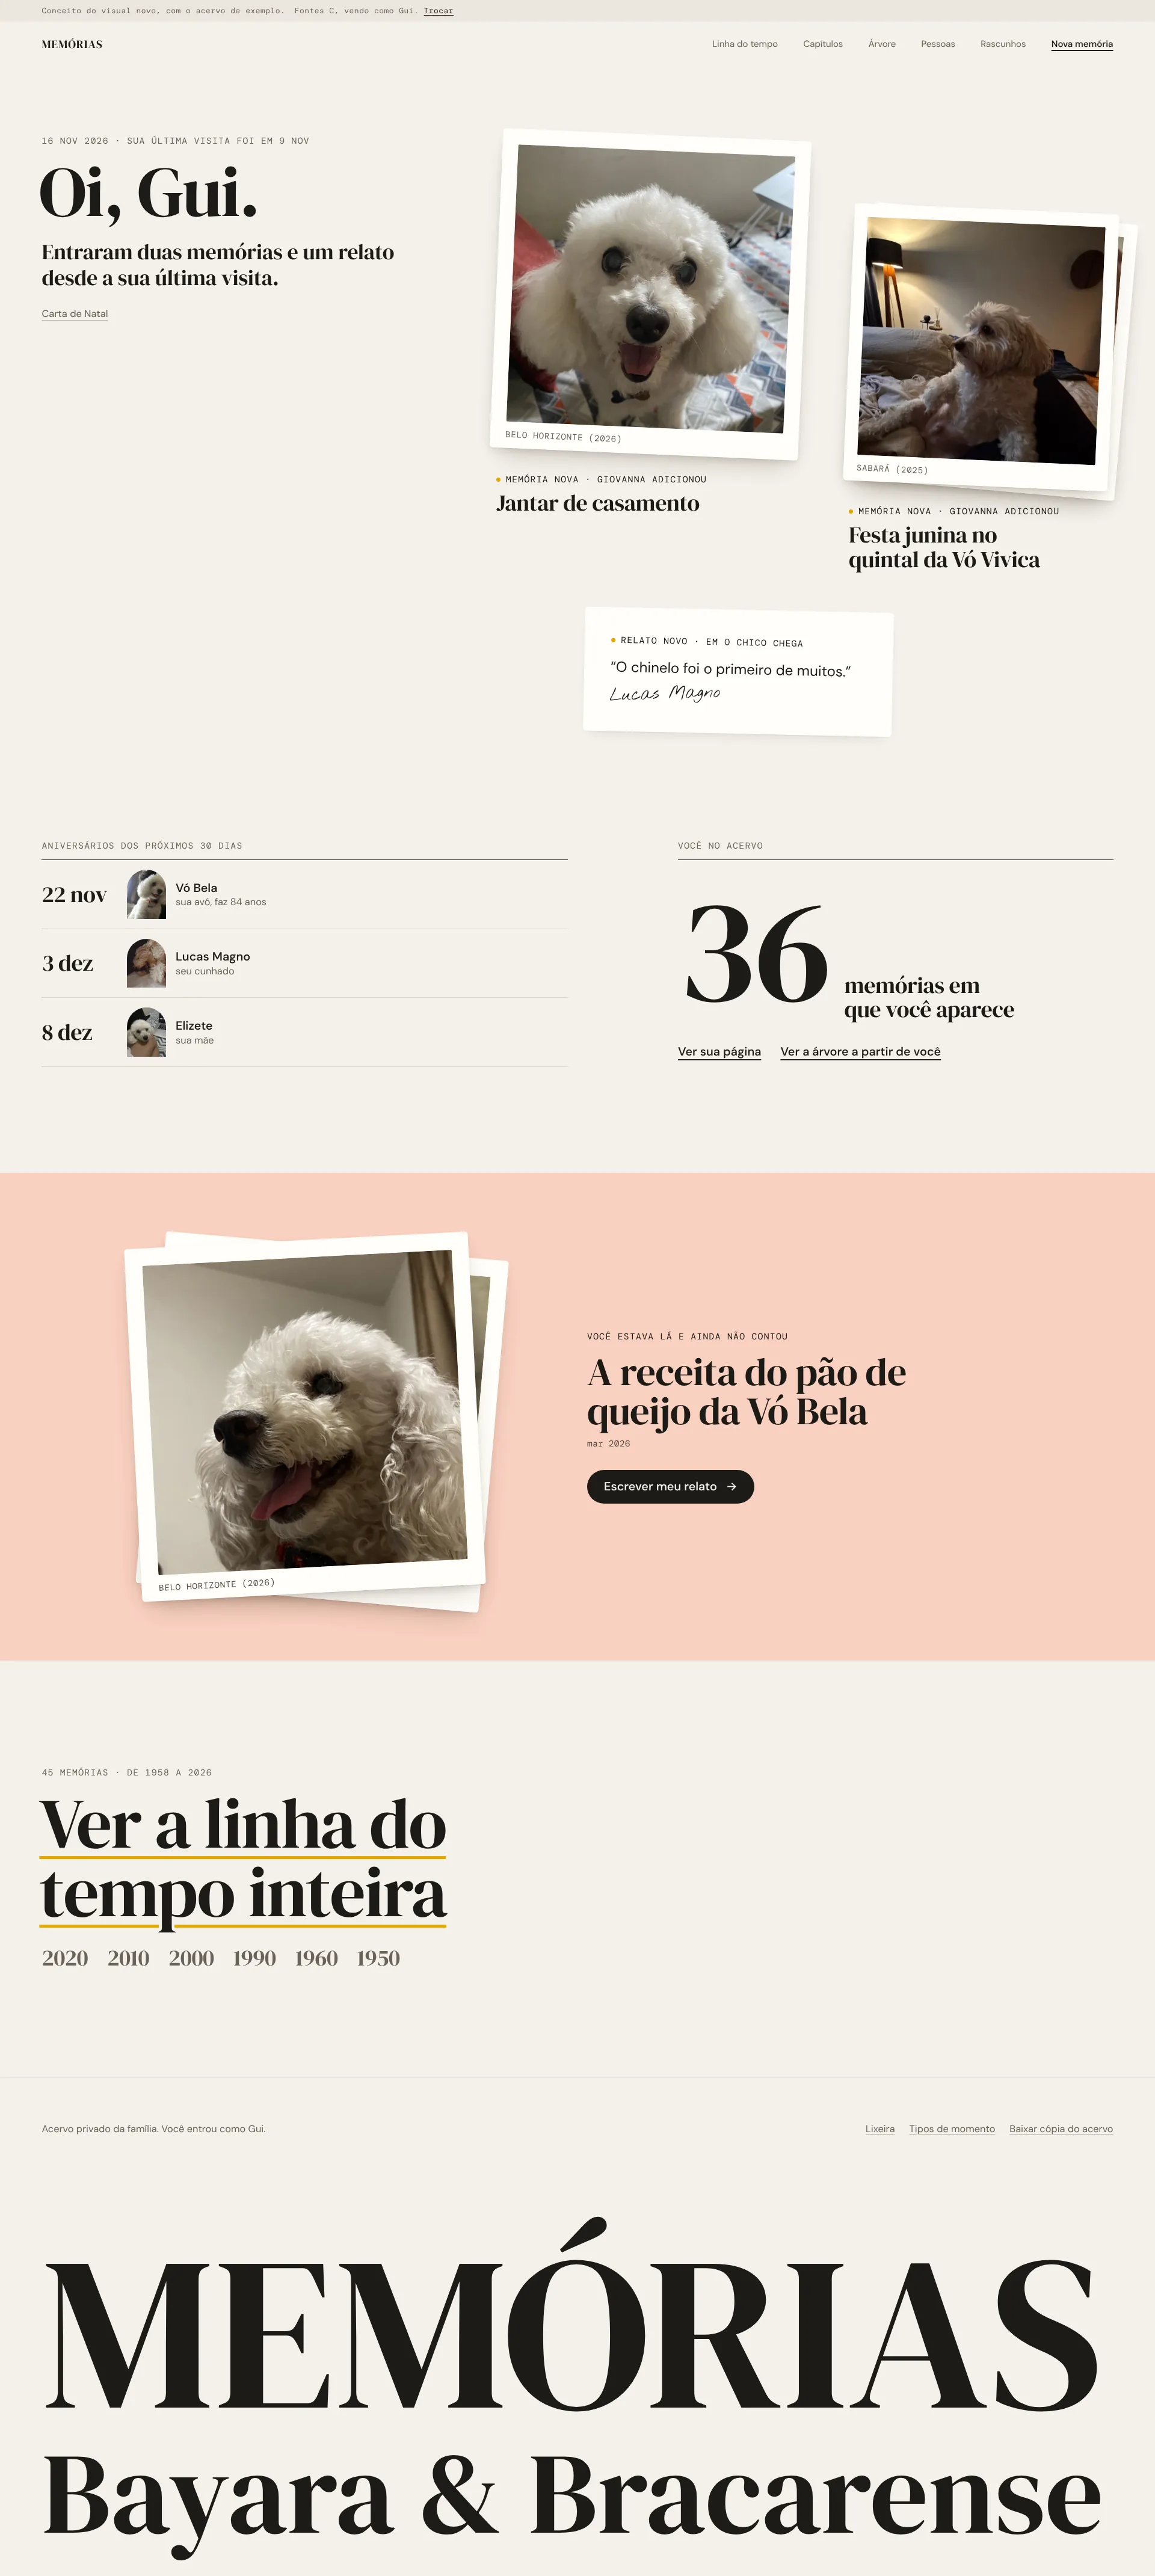 Conceito do visual novo, com o acervo de exemplo. Fontes C, vendo como Gui. Trocar
MEMÓRIAS
Linha do tempo Capítulos Árvore Pessoas Rascunhos Nova memória
16 NOV 2026 · SUA ÚLTIMA VISITA FOI EM 9 NOV
Oi, Gui.
Entraram duas memórias e um relato
desde a sua última visita.
Carta de Natal
BELO HORIZONTE (2026)
MEMÓRIA NOVA · GIOVANNA ADICIONOU
Jantar de casamento
SABARÁ (2025)
MEMÓRIA NOVA · GIOVANNA ADICIONOU
Festa junina no
quintal da Vó Vivica
RELATO NOVO · EM O CHICO CHEGA
“O chinelo foi o primeiro de muitos.”
Lucas Magno
ANIVERSÁRIOS DOS PRÓXIMOS 30 DIAS
22 nov
Vó Bela
sua avó, faz 84 anos
3 dez
Lucas Magno
seu cunhado
8 dez
Elizete
sua mãe
VOCÊ NO ACERVO
36
memórias em
que você aparece
Ver sua página Ver a árvore a partir de você
BELO HORIZONTE (2026)
VOCÊ ESTAVA LÁ E AINDA NÃO CONTOU
A receita do pão de
queijo da Vó Bela
mar 2026
Escrever meu relato →
45 MEMÓRIAS · DE 1958 A 2026
Ver a linha do
tempo inteira
2020 2010 2000 1990 1960 1950
Acervo privado da família. Você entrou como Gui.
Lixeira Tipos de momento Baixar cópia do acervo
MEMÓRIAS
Bayara & Bracarense